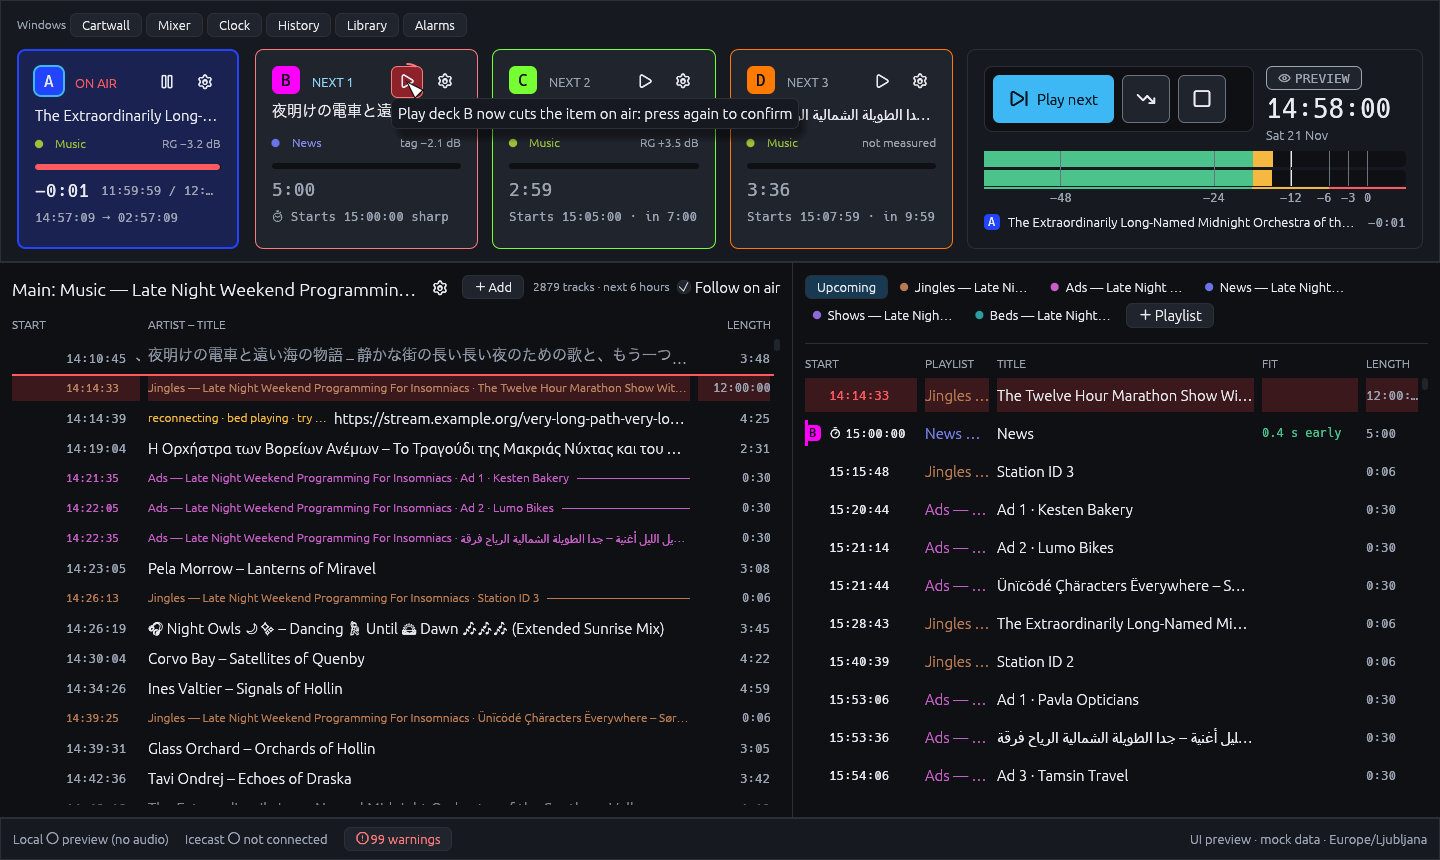 Windows Cartwall Mixer Clock History Library Alarms
A ON AIR
The Extraordinarily Long-…
Music RG −3.2 dB
−0:01 11:59:59 / 12:…
14:57:09 → 02:57:09
B NEXT 1
夜明けの電車と遠
News tag −2.1 dB
5:00
Starts 15:00:00 sharp
Play deck B now cuts the item on air: press again to confirm
C NEXT 2
Music RG +3.5 dB
2:59
Starts 15:05:00 · in 7:00
D NEXT 3
…جدا الطويلة الشمالية
Music not measured
3:36
Starts 15:07:59 · in 9:59
Play next
PREVIEW
14:58:00
Sat 21 Nov
−48 −24 −12 −6 −3 0
A The Extraordinarily Long-Named Midnight Orchestra of th… −0:01
Main: Music — Late Night Weekend Programmin… + Add 2879 tracks · next 6 hours Follow on air
START ARTIST – TITLE LENGTH
14:10:45 夜明けの電車と遠い海の物語 – 静かな街の長い長い夜のための歌と、もう一つ… 3:48
14:14:33 Jingles — Late Night Weekend Programming For Insomniacs · The Twelve Hour Marathon Show Wit… 12:00:00
14:14:39 reconnecting · bed playing · try … https://stream.example.org/very-long-path-very-lo… 4:25
14:19:04 Η Ορχήστρα των Βορείων Ανέμων – Το Τραγούδι της Μακριάς Νύχτας και του … 2:31
14:21:35 Ads — Late Night Weekend Programming For Insomniacs · Ad 1 · Kesten Bakery 0:30
14:22:05 Ads — Late Night Weekend Programming For Insomniacs · Ad 2 · Lumo Bikes 0:30
14:22:35 Ads — Late Night Weekend Programming For Insomniacs · فرقة الرياح الشمالية الطويلة جدا – أغنية الليل… 0:30
14:23:05 Pela Morrow – Lanterns of Miravel 3:08
14:26:13 Jingles — Late Night Weekend Programming For Insomniacs · Station ID 3 0:06
14:26:19 🎧 Night Owls 🌙✨ – Dancing 💃 Until 🌅 Dawn 🎶🎶🎶 (Extended Sunrise Mix) 3:45
14:30:04 Corvo Bay – Satellites of Quenby 4:22
14:34:26 Ines Valtier – Signals of Hollin 4:59
14:39:25 Jingles — Late Night Weekend Programming For Insomniacs · Ünïcödé Çhäracters Ëverywhere – Sør… 0:06
14:39:31 Glass Orchard – Orchards of Hollin 3:05
14:42:36 Tavi Ondrej – Echoes of Draska 3:42
Upcoming Jingles — Late Ni… Ads — Late Night … News — Late Night…
Shows — Late Nigh… Beds — Late Night… + Playlist
START PLAYLIST TITLE FIT LENGTH
14:14:33 Jingles … The Twelve Hour Marathon Show Wi… 12:00:…
B 15:00:00 News … News 0.4 s early 5:00
15:15:48 Jingles … Station ID 3 0:06
15:20:44 Ads — … Ad 1 · Kesten Bakery 0:30
15:21:14 Ads — … Ad 2 · Lumo Bikes 0:30
15:21:44 Ads — … Ünïcödé Çhäracters Ëverywhere – S… 0:30
15:28:43 Jingles … The Extraordinarily Long-Named Mi… 0:06
15:40:39 Jingles … Station ID 2 0:06
15:53:06 Ads — … Ad 1 · Pavla Opticians 0:30
15:53:36 Ads — … فرقة الرياح الشمالية الطويلة جدا – أغنية لليل… 0:30
15:54:06 Ads — … Ad 3 · Tamsin Travel 0:30
Local preview (no audio) Icecast not connected 99 warnings UI preview · mock data · Europe/Ljubljana